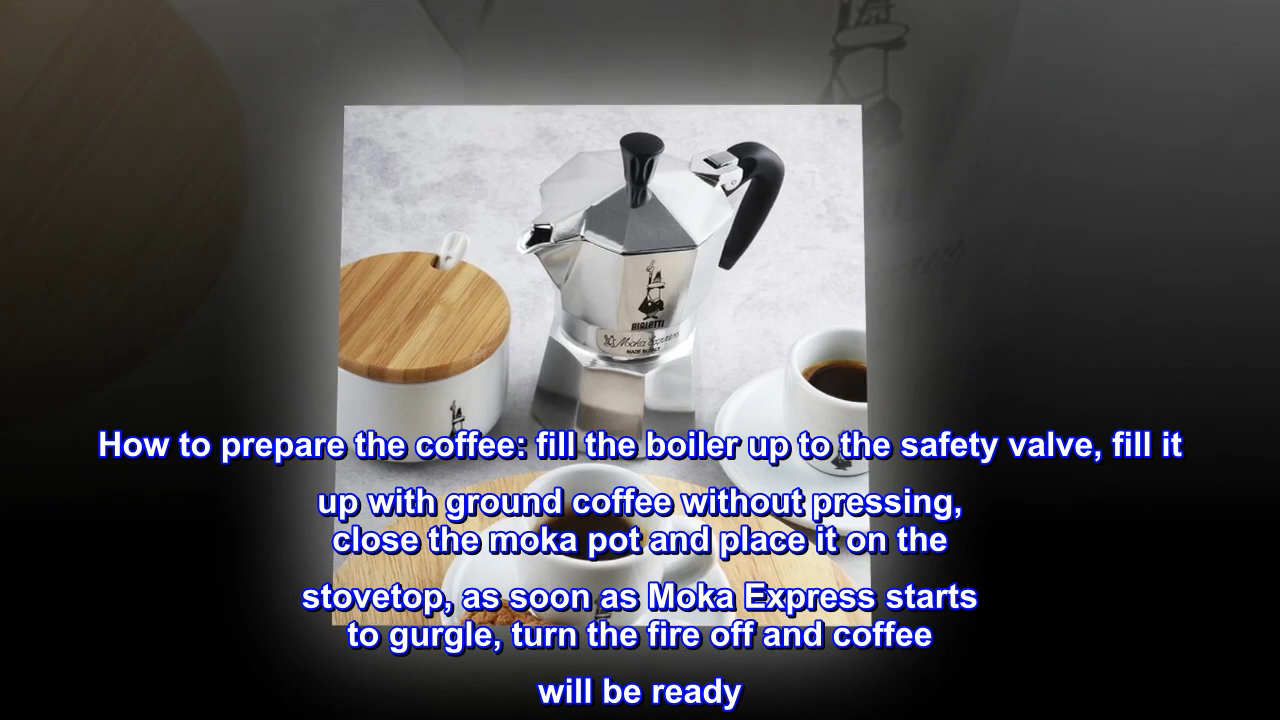 BIALETTI
Moka Express
MADE IN ITALY
How to prepare the coffee: fill the boiler up to the safety valve, fill it
up with ground coffee without pressing,
close the moka pot and place it on the
stovetop, as soon as Moka Express starts
to gurgle, turn the fire off and coffee
will be ready